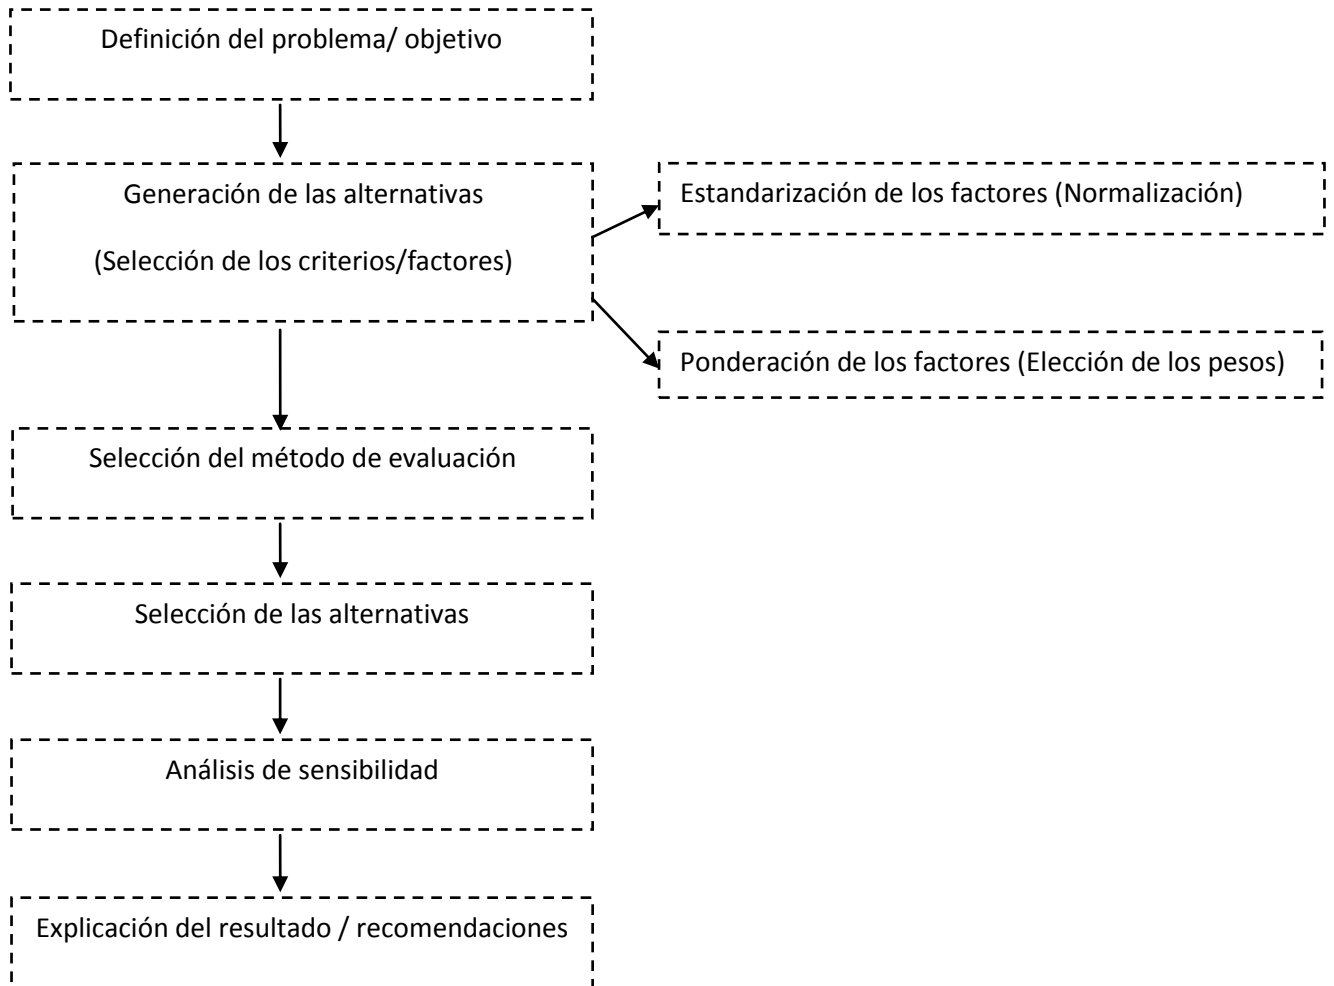 Definición del problema/ objetivo
Generación de las alternativas
(Selección de los criterios/factores)
Estandarización de los factores (Normalización)
Ponderación de los factores (Elección de los pesos)
Selección del método de evaluación
Selección de las alternativas
Análisis de sensibilidad
Explicación del resultado / recomendaciones